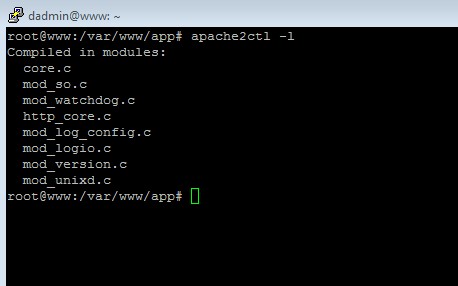 dadmin@www: ~
root@www:/var/www/app# apache2ctl -l
Compiled in modules:
  core.c
  mod_so.c
  mod_watchdog.c
  http_core.c
  mod_log_config.c
  mod_logio.c
  mod_version.c
  mod_unixd.c
root@www:/var/www/app#